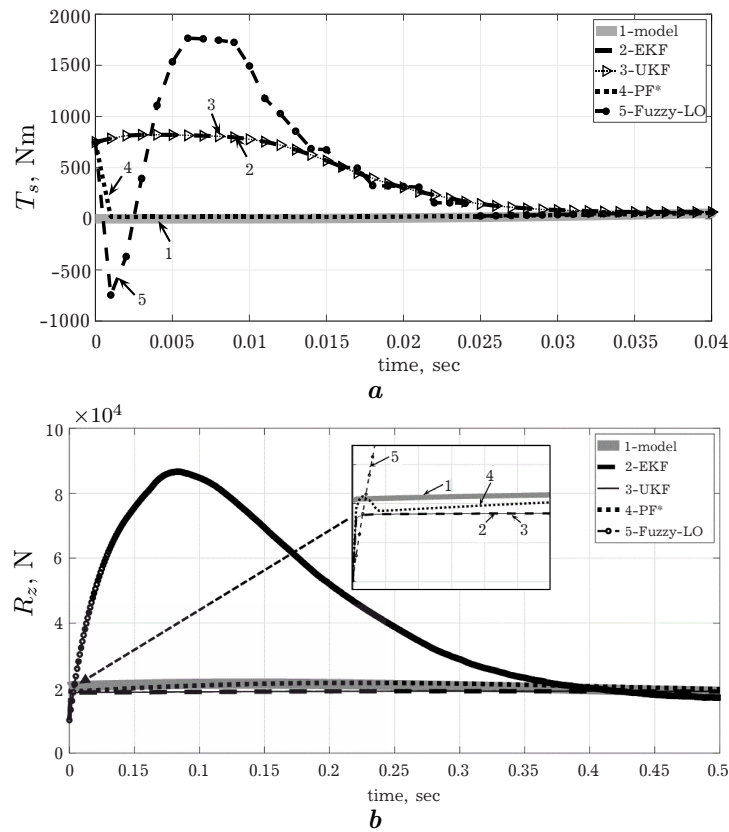 2000
1500
1000
500
0
-500
-1000
T_s, Nm
1-model
2-EKF
3-UKF
4-PF*
5-Fuzzy-LO
3
2
4
1
5
0 0.005 0.01 0.015 0.02 0.025 0.03 0.035 0.04
time, sec
a
×10⁴
10
8
6
4
2
0
R_z, N
1-model
2-EKF
3-UKF
4-PF*
5-Fuzzy-LO
5
1
4
2
3
0 0.15 0.1 0.15 0.2 0.25 0.3 0.35 0.4 0.45 0.5
time, sec
b